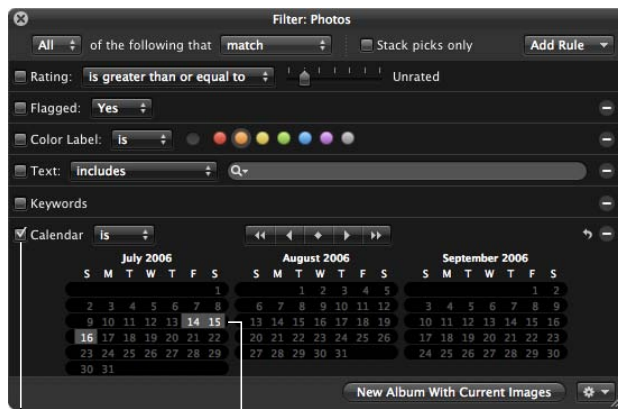 Filter: Photos
All of the following that match Stack picks only Add Rule
Rating: is greater than or equal to Unrated
Flagged: Yes
Color Label: is
Text: includes
Keywords
Calendar is
July 2006 August 2006 September 2006
S M T W T F S S M T W T F S S M T W T F S
1 1 2 3 4 5 1 2
2 3 4 5 6 7 8 6 7 8 9 10 11 12 3 4 5 6 7 8 9
9 10 11 12 13 14 15 13 14 15 16 17 18 19 10 11 12 13 14 15 16
16 17 18 19 20 21 22 20 21 22 23 24 25 26 17 18 19 20 21 22 23
23 24 25 26 27 28 29 27 28 29 30 31 24 25 26 27 28 29 30
30 31
New Album With Current Images